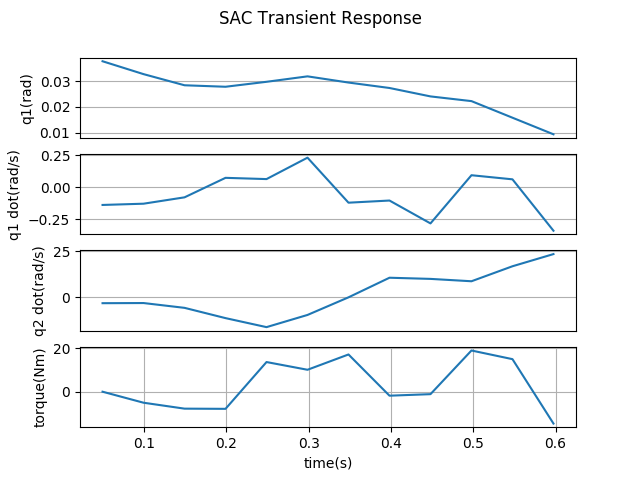 SAC Transient Response
q1(rad)
0.03
0.02
0.01
q1 dot(rad/s)
0.25
0.00
−0.25
q2 dot(rad/s)
25
0
torque(Nm)
20
0
0.1 0.2 0.3 0.4 0.5 0.6
time(s)